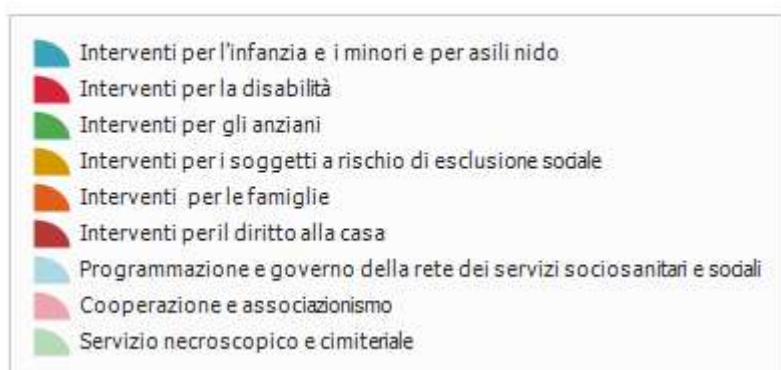 Interventi per l'infanzia e i minori e per asili nido
Interventi per la disabilità
Interventi per gli anziani
Interventi per i soggetti a rischio di esclusione sociale
Interventi per le famiglie
Interventi per il diritto alla casa
Programmazione e governo della rete dei servizi sociosanitari e sociali
Cooperazione e associazionismo
Servizio necroscopico e cimiteriale